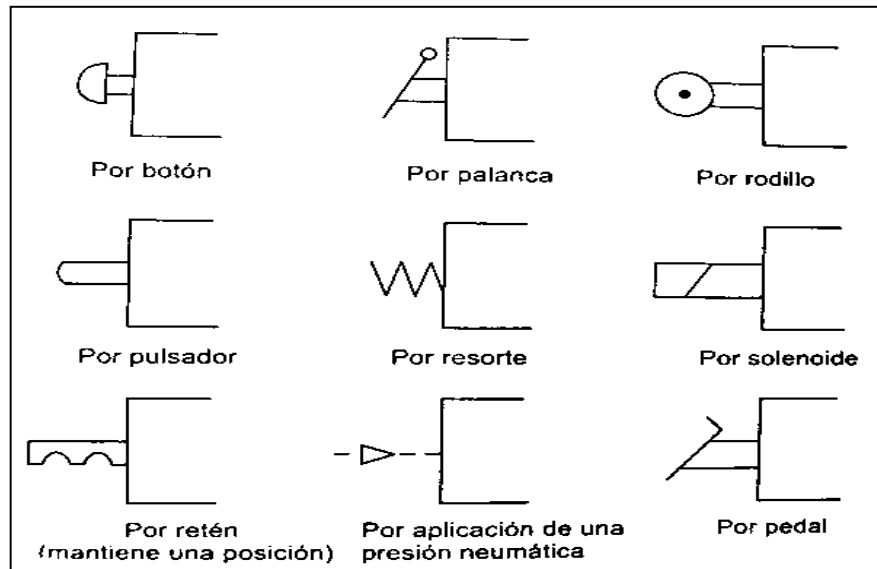 Por botón
Por palanca
Por rodillo
Por pulsador
Por resorte
Por solenoide
Por retén
(mantiene una posición)
Por aplicación de una
presión neumática
Por pedal